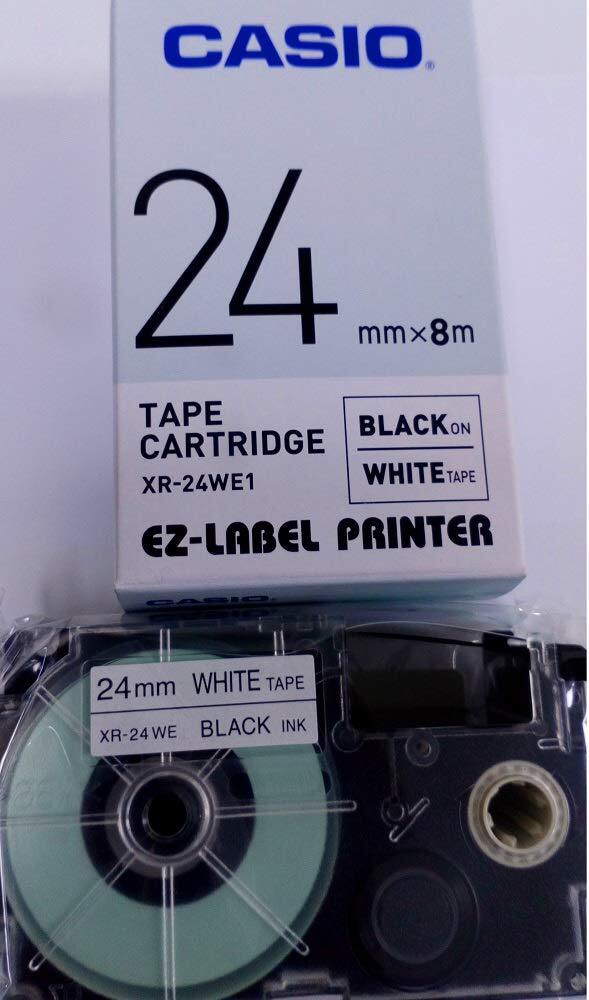 CASIO®
24 mm×8m
TAPE
CARTRIDGE
XR-24WE1
BLACK ON
WHITE TAPE
EZ-LABEL PRINTER
CASIO
24mm WHITE TAPE
XR-24WE BLACK INK